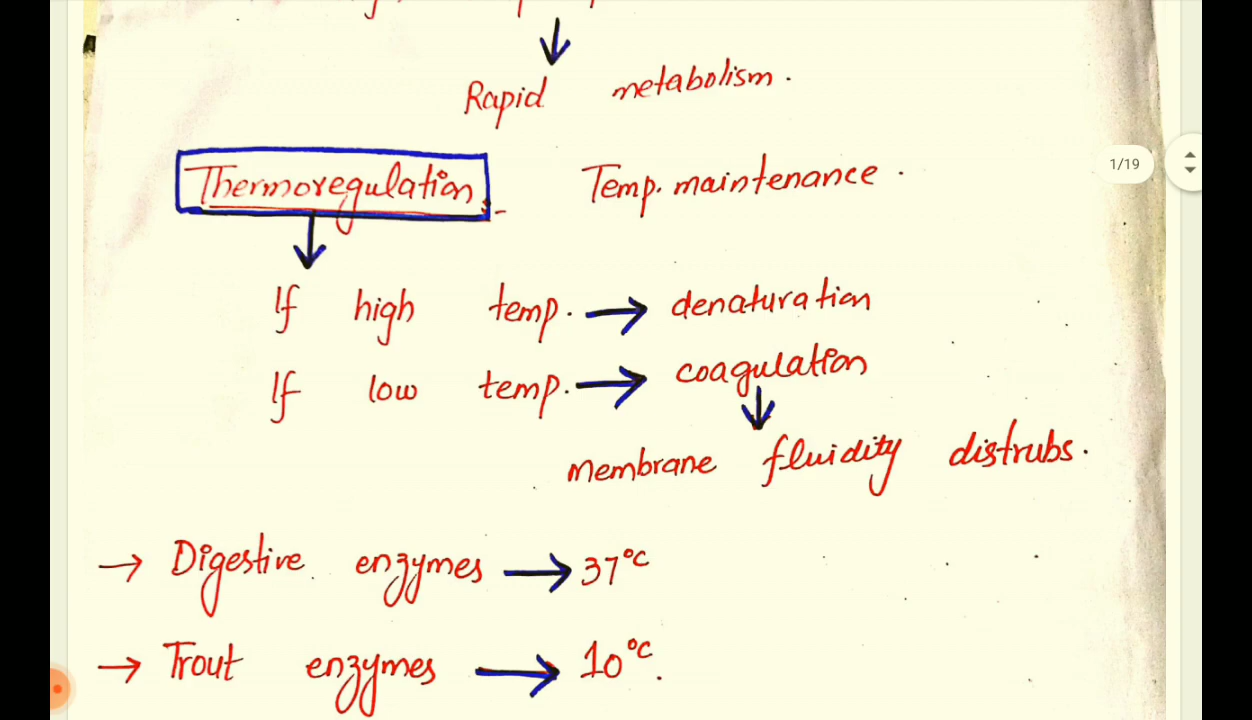 Rapid metabolism.
1/19
Thermoregulation:- Temp. maintenance.
If high temp. → denaturation
If low temp. → coagulation
Membrane fluidity distrubs.
→ Digestive enzymes → 37°C
→ Trout enzymes → 10°C.